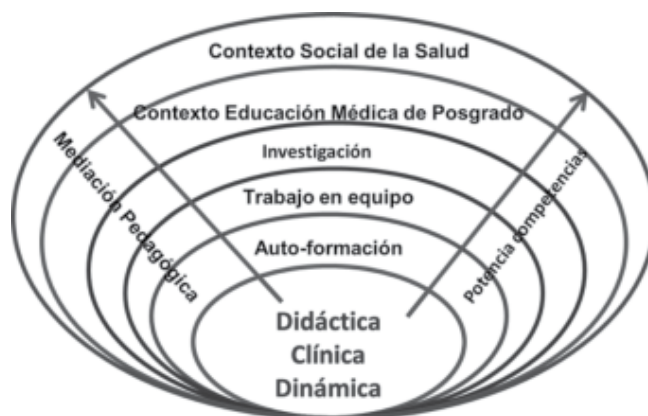 Contexto Social de la Salud
Contexto Educación Médica de Posgrado
Investigación
Trabajo en equipo
Auto-formación
Mediación Pedagógica
Potencia competencias
Didáctica
Clínica
Dinámica